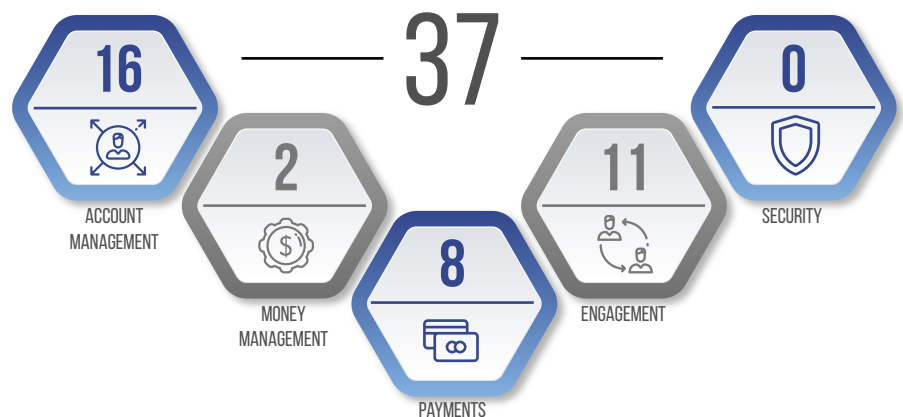 37
16
ACCOUNT
MANAGEMENT
2
$
MONEY
MANAGEMENT
8
PAYMENTS
11
ENGAGEMENT
0
SECURITY